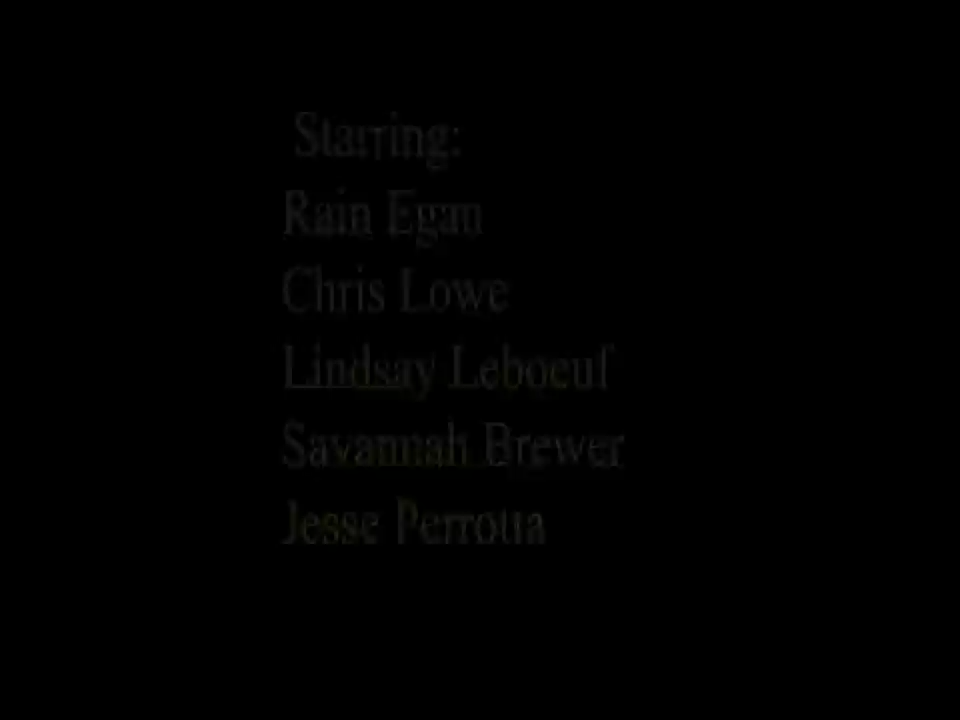 Starring:
Rain Egan
Chris Lowe
Lindsay Leboeuf
Savannah Brewer
Jesse Perrotta